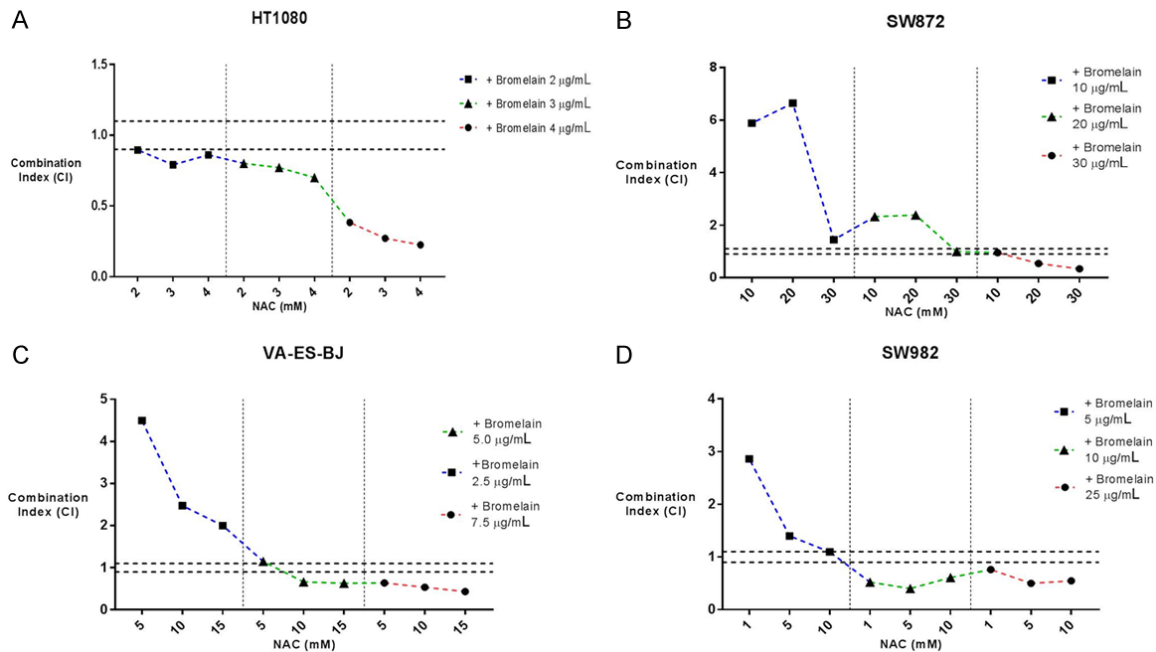 A
HT1080
1.5
1.0
0.5
0.0
Combination
Index (CI)
2 3 4 2 3 4 2 3 4
NAC (mM)
+ Bromelain 2 µg/mL
+ Bromelain 3 µg/mL
+ Bromelain 4 µg/mL
B
SW872
8
6
4
2
0
Combination
Index (CI)
10 20 30 10 20 30 10 20 30
NAC (mM)
+ Bromelain
10 µg/mL
+ Bromelain
20 µg/mL
+ Bromelain
30 µg/mL
C
VA-ES-BJ
5
4
3
2
1
0
Combination
Index (CI)
5 10 15 5 10 15 5 10 15
NAC (mM)
+ Bromelain
5.0 µg/mL
+Bromelain
2.5 µg/mL
+ Bromelain
7.5 µg/mL
D
SW982
4
3
2
1
0
Combination
Index (CI)
1 5 10 1 5 10 1 5 10
NAC (mM)
+ Bromelain
5 µg/mL
+ Bromelain
10 µg/mL
+ Bromelain
25 µg/mL